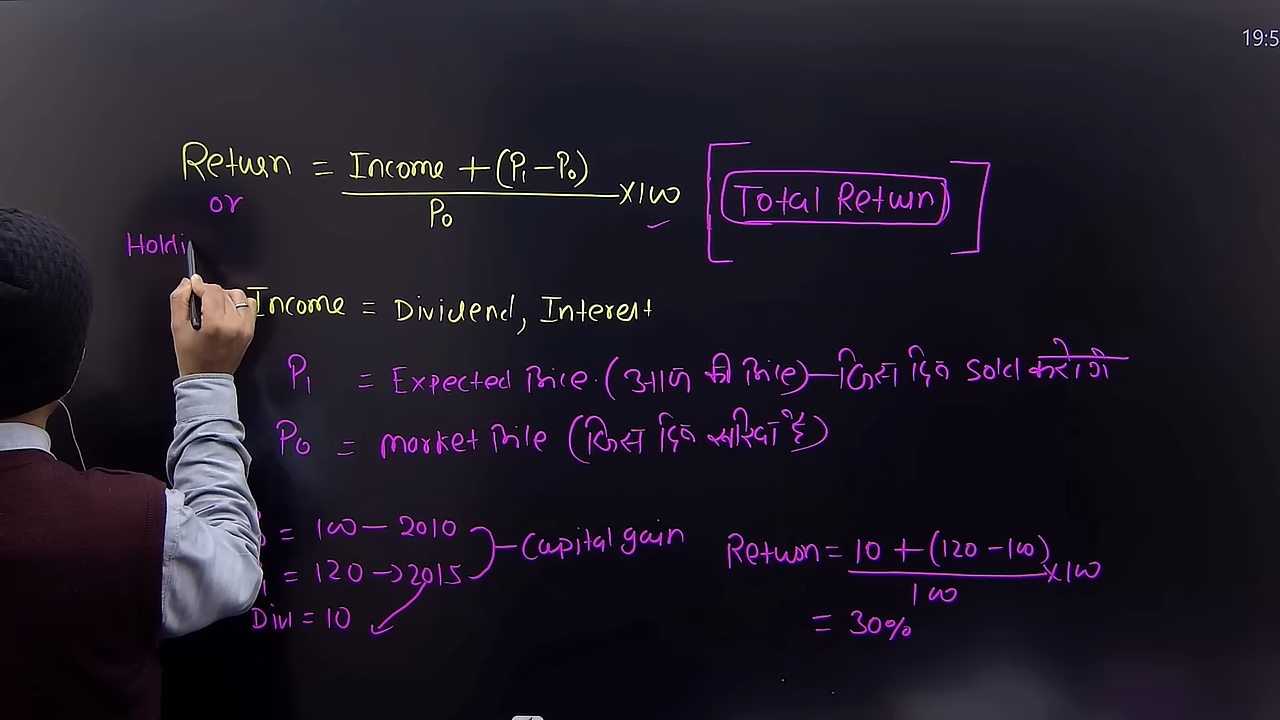 19:5
Return = Income + (P₁ - P₀) ×100 [Total Return]
P₀
or
Holdi
Income = Dividend, Interest
P₁ = Expected Price (आज की Price) — जिस दिन Sold करोगे
P₀ = market Price (जिस दिन खरीदा है)
= 100 - 2010
= 120 → 2015 Capital gain
Divi = 10
Return = 10 + (120 - 100) ×100
100
= 30%